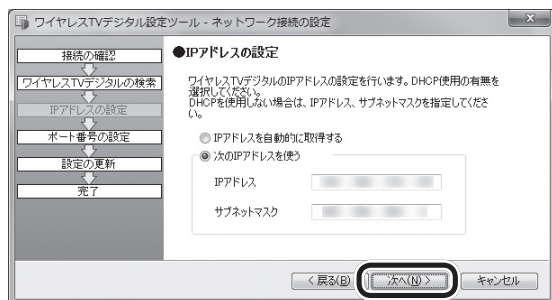 ワイヤレスTVデジタル設定ツール - ネットワーク接続の設定
接続の確認
ワイヤレスTVデジタルの検索
IPアドレスの設定
ポート番号の設定
設定の更新
完了
●IPアドレスの設定
ワイヤレスTVデジタルのIPアドレスの設定を行います。DHCP使用の有無を
選択してください。
DHCPを使用しない場合は、IPアドレス、サブネットマスクを指定してくださ
い。
IPアドレスを自動的に取得する
次のIPアドレスを使う
IPアドレス
サブネットマスク
< 戻る(B)
次へ(N) >
キャンセル